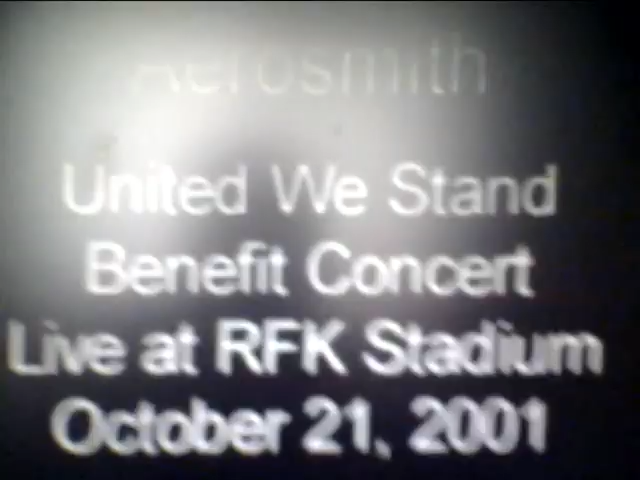 Aerosmith
United We Stand
Benefit Concert
Live at RFK Stadium
October 21, 2001